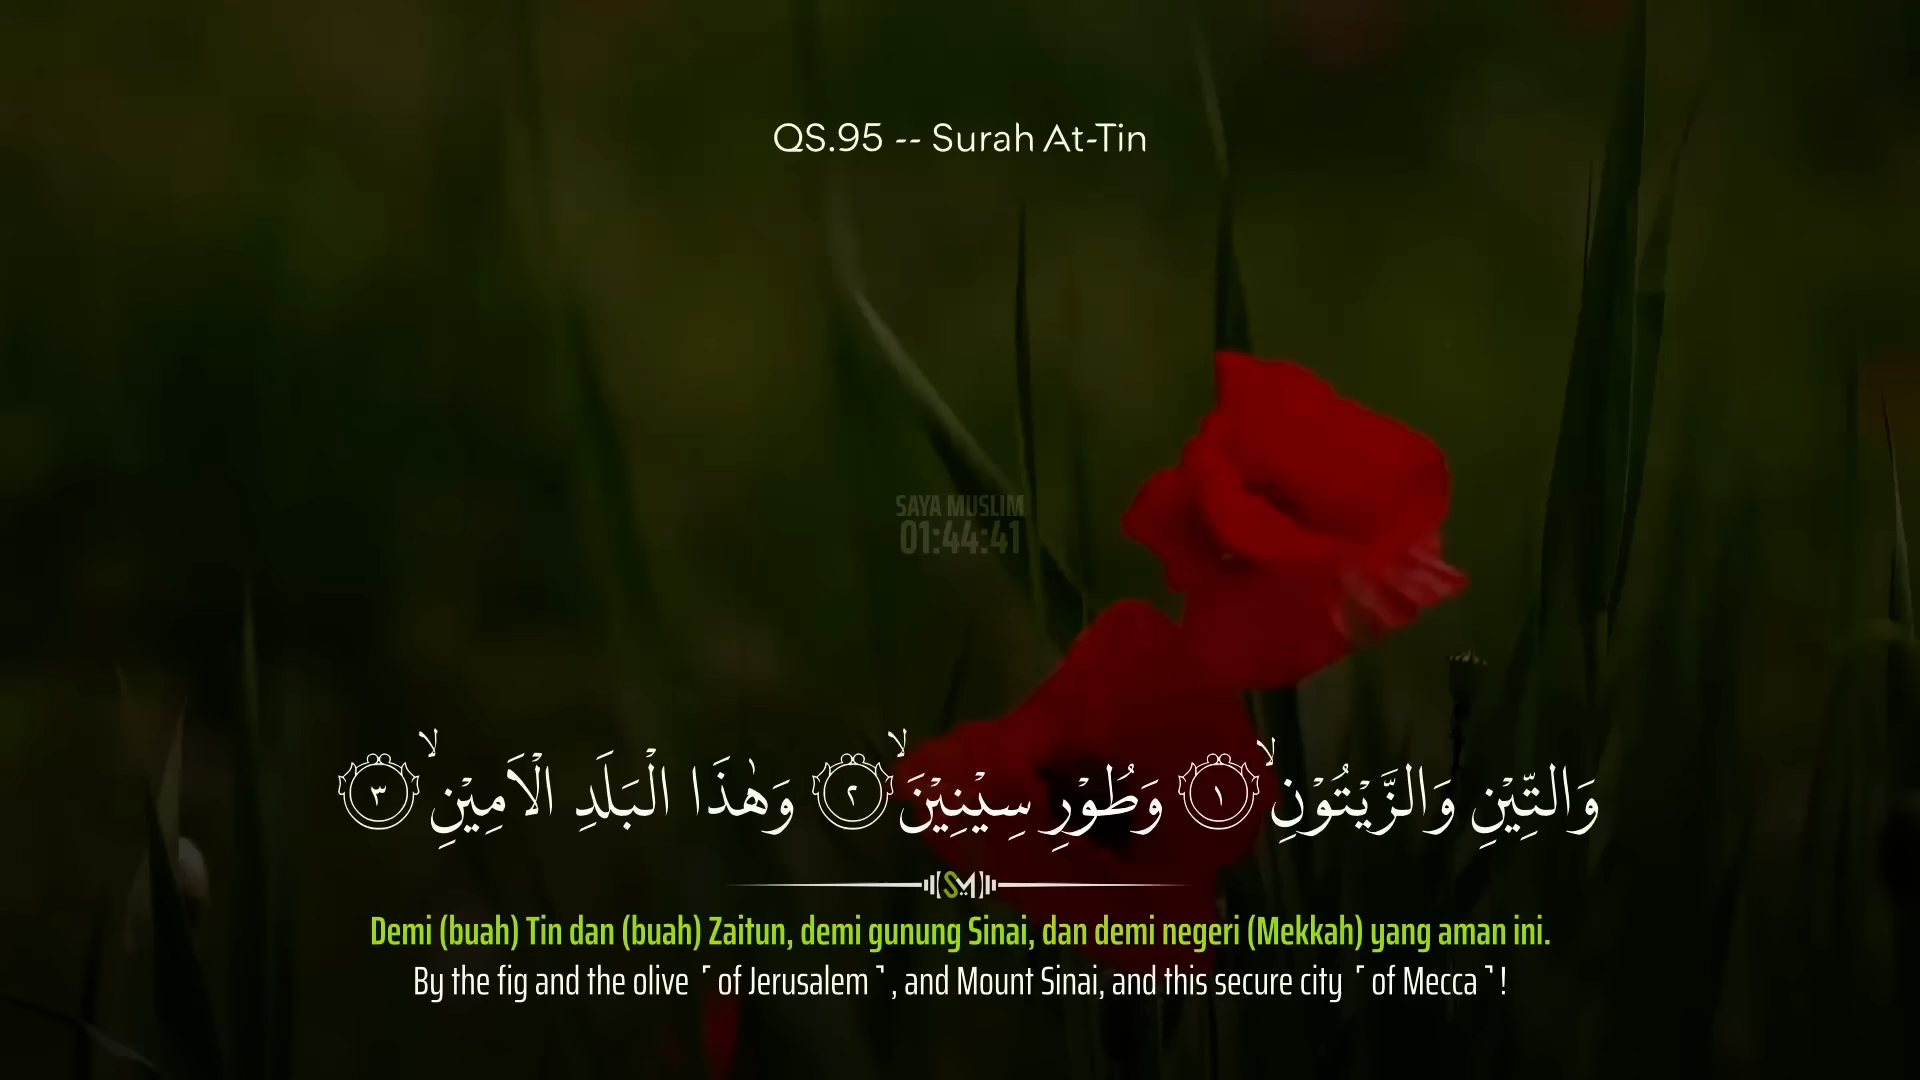 QS.95 -- Surah At-Tin
SAYA MUSLIM
01:44:41
وَالتِّيْنِ وَالزَّيْتُوْنِۙ ١ وَطُوْرِ سِيْنِيْنَۙ ٢ وَهٰذَا الْبَلَدِ الْاَمِيْنِۙ ٣
SM
Demi (buah) Tin dan (buah) Zaitun, demi gunung Sinai, dan demi negeri (Mekkah) yang aman ini.
By the fig and the olive ˹of Jerusalem˺, and Mount Sinai, and this secure city ˹of Mecca˺!